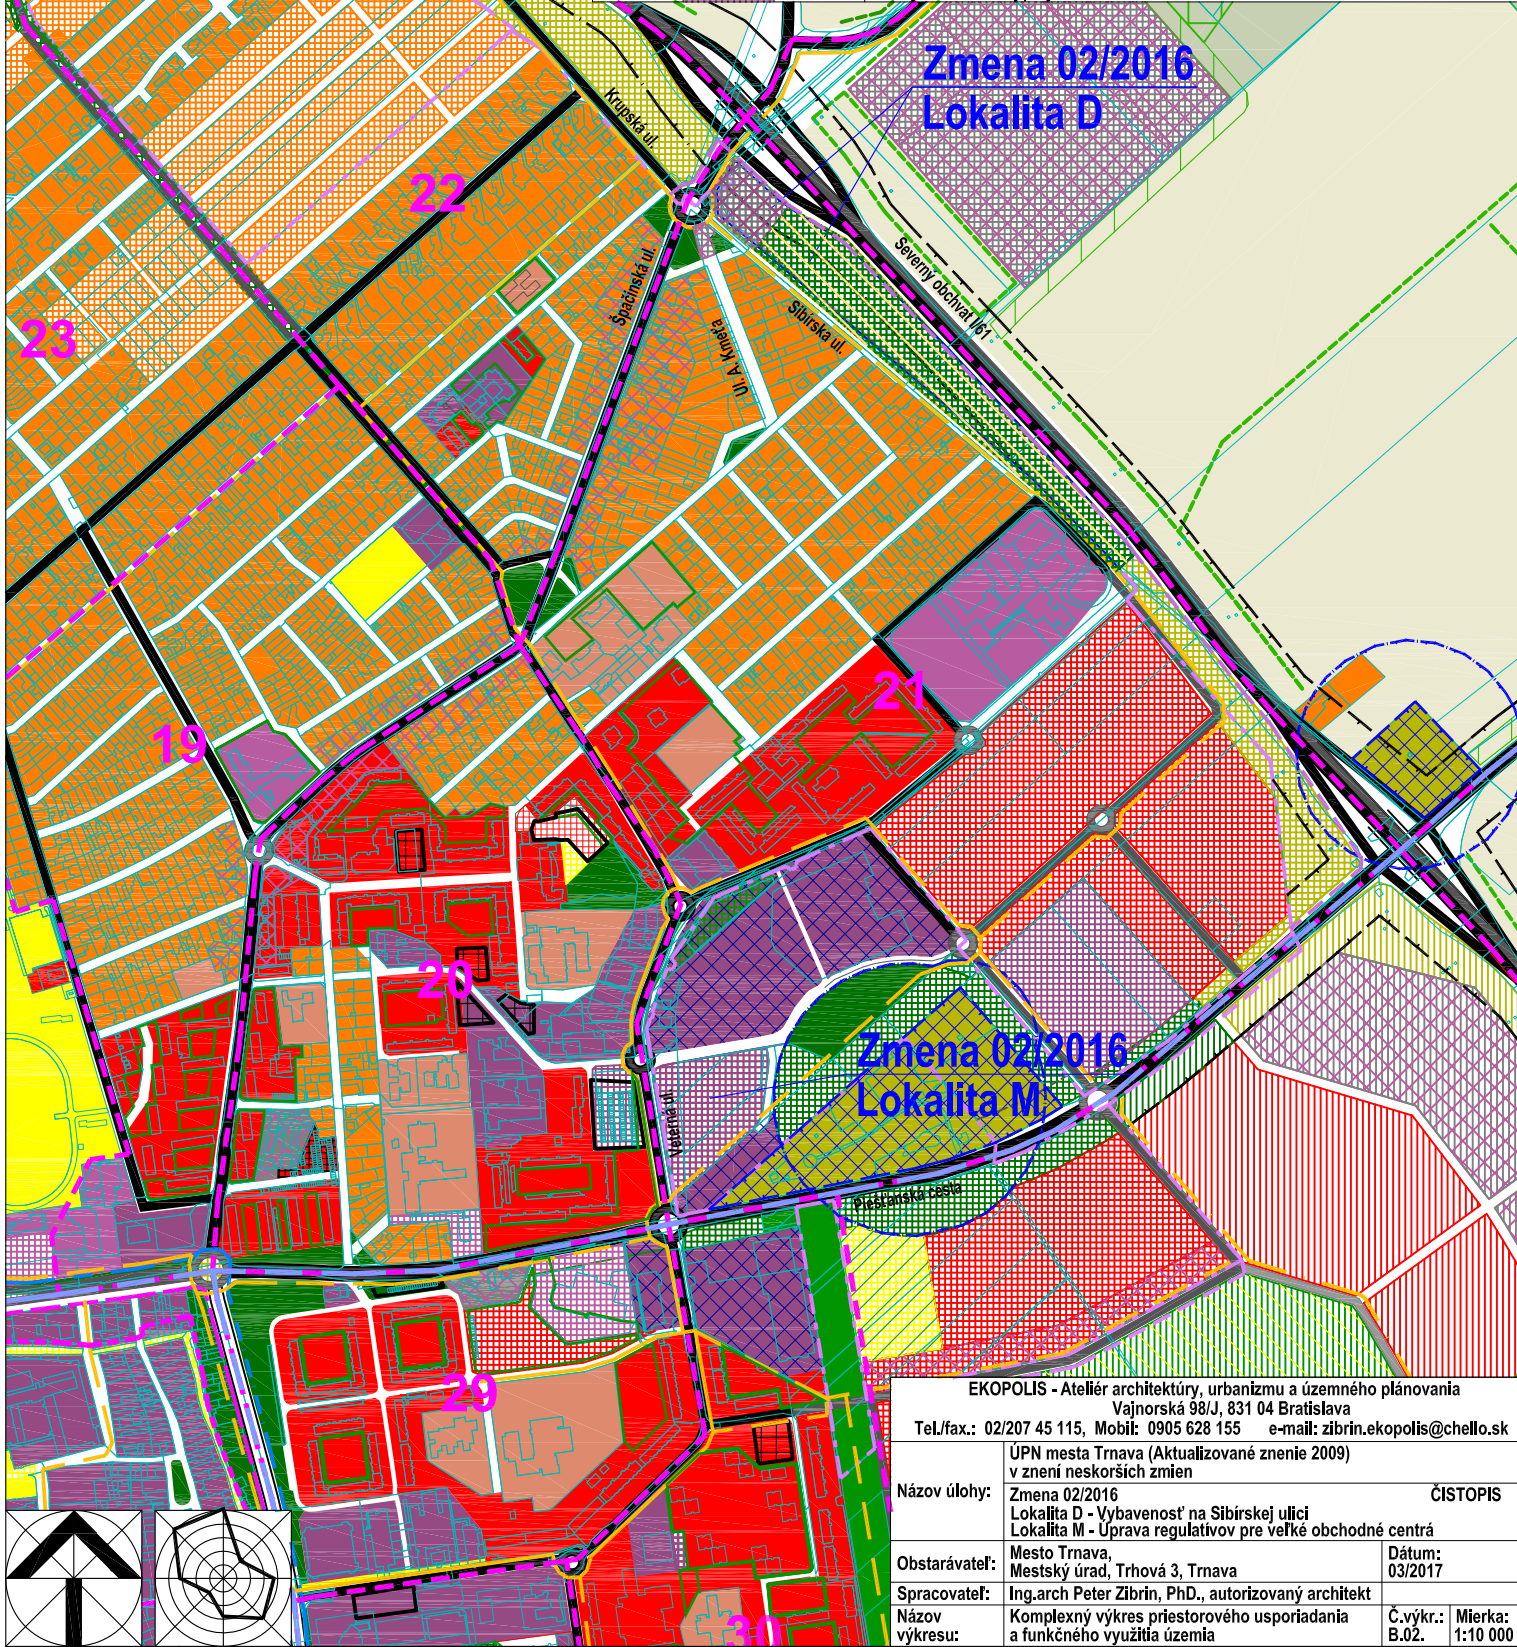 Zmena 02/2016
Lokalita D
Krupská ul.
22
Špačinská ul.
Severný obchvat I/61
Sibírska ul.
Ul. A. Kmeťa
23
21
19
20
Zmena 02/2016
Lokalita M
Veterná ul.
Piešťanská cesta
29
30
EKOPOLIS - Ateliér architektúry, urbanizmu a územného plánovania
Vajnorská 98/J, 831 04 Bratislava
Tel./fax.: 02/207 45 115, Mobil: 0905 628 155 e-mail: zibrin.ekopolis@chello.sk
Názov úlohy:
ÚPN mesta Trnava (Aktualizované znenie 2009)
v znení neskorších zmien
Zmena 02/2016 ČISTOPIS
Lokalita D - Vybavenosť na Sibírskej ulici
Lokalita M - Úprava regulatívov pre veľké obchodné centrá
Obstarávateľ:
Mesto Trnava,
Mestský úrad, Trhová 3, Trnava
Dátum:
03/2017
Spracovateľ: Ing.arch Peter Zibrin, PhD., autorizovaný architekt
Názov
výkresu:
Komplexný výkres priestorového usporiadania
a funkčného využitia územia
Č.výkr.:
B.02.
Mierka:
1:10 000